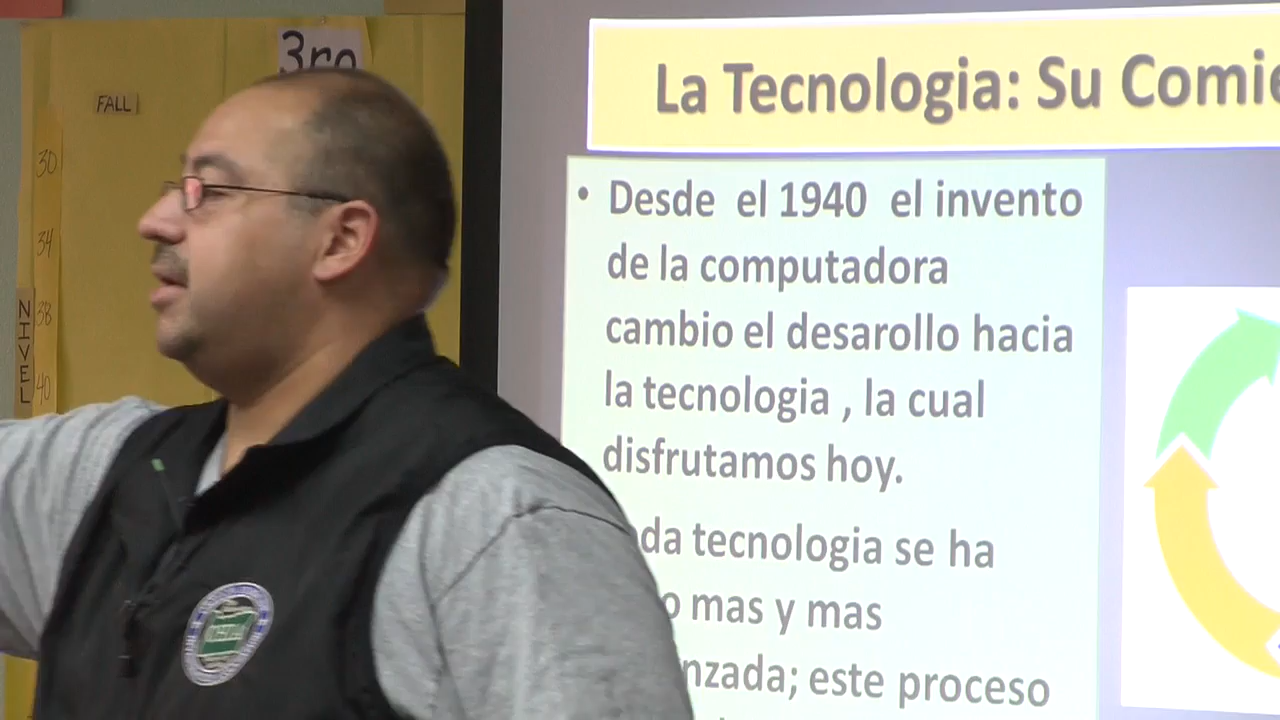 3ro
FALL
30
34
38
40
NIVEL
La Tecnologia: Su Comie
• Desde el 1940 el invento
de la computadora
cambio el desarollo hacia
la tecnologia , la cual
disfrutamos hoy.
da tecnologia se ha
o mas y mas
nzada; este proceso